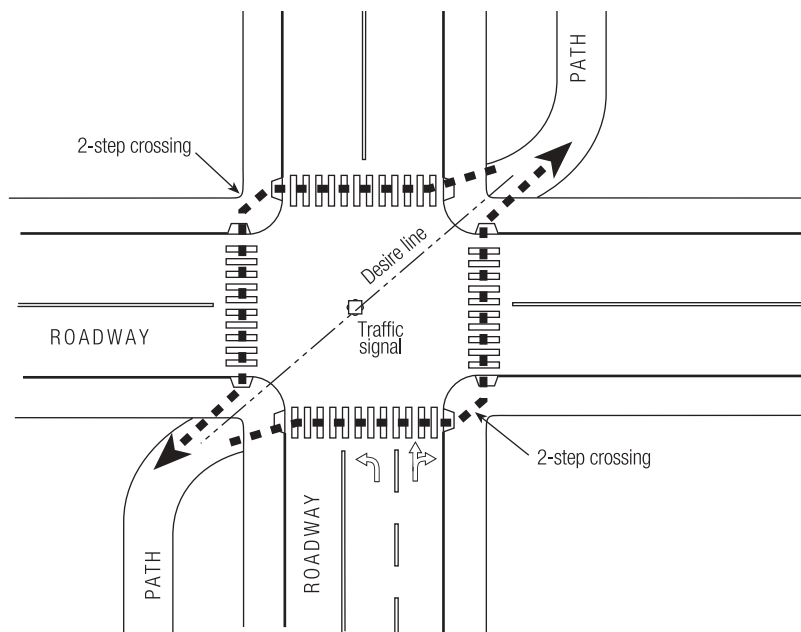 PATH
2-step crossing
Desire line
Traffic
signal
ROADWAY
2-step crossing
ROADWAY
PATH